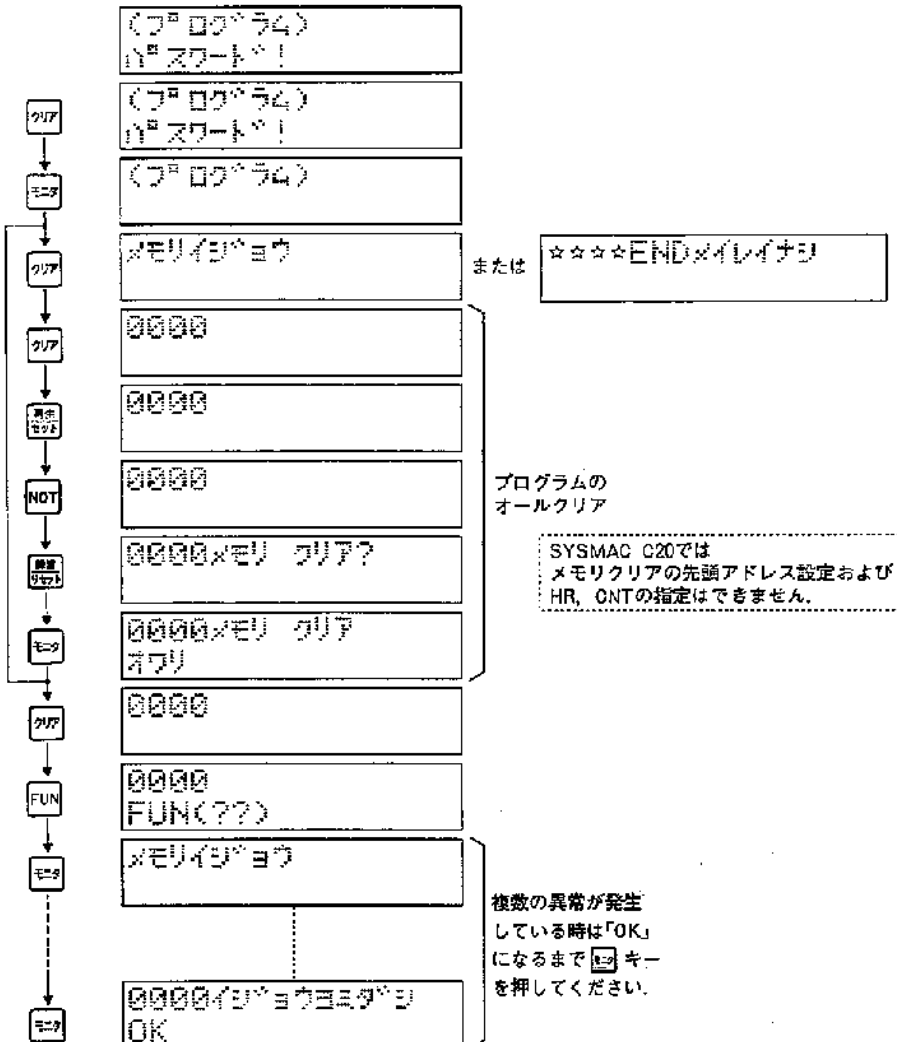 (プログラム)
パスワード!
クリア
(プログラム)
パスワード!
モニタ
(プログラム)
クリア
メモリイジョウ
または
☆☆☆☆ENDメイレイナシ
クリア
0000
再生
セット
0000
NOT
0000
プログラムの
オールクリア
リセット
0000メモリ クリア?
SYSMAC C20では
メモリクリアの先頭アドレス設定および
HR, CNTの指定はできません.
モニタ
0000メモリ クリア
オワリ
クリア
0000
FUN
0000
FUN(??)
モニタ
メモリイジョウ
複数の異常が発生
している時は「OK」
になるまで モニタ キー
を押してください.
モニタ
0000イジョウヨミダシ
OK